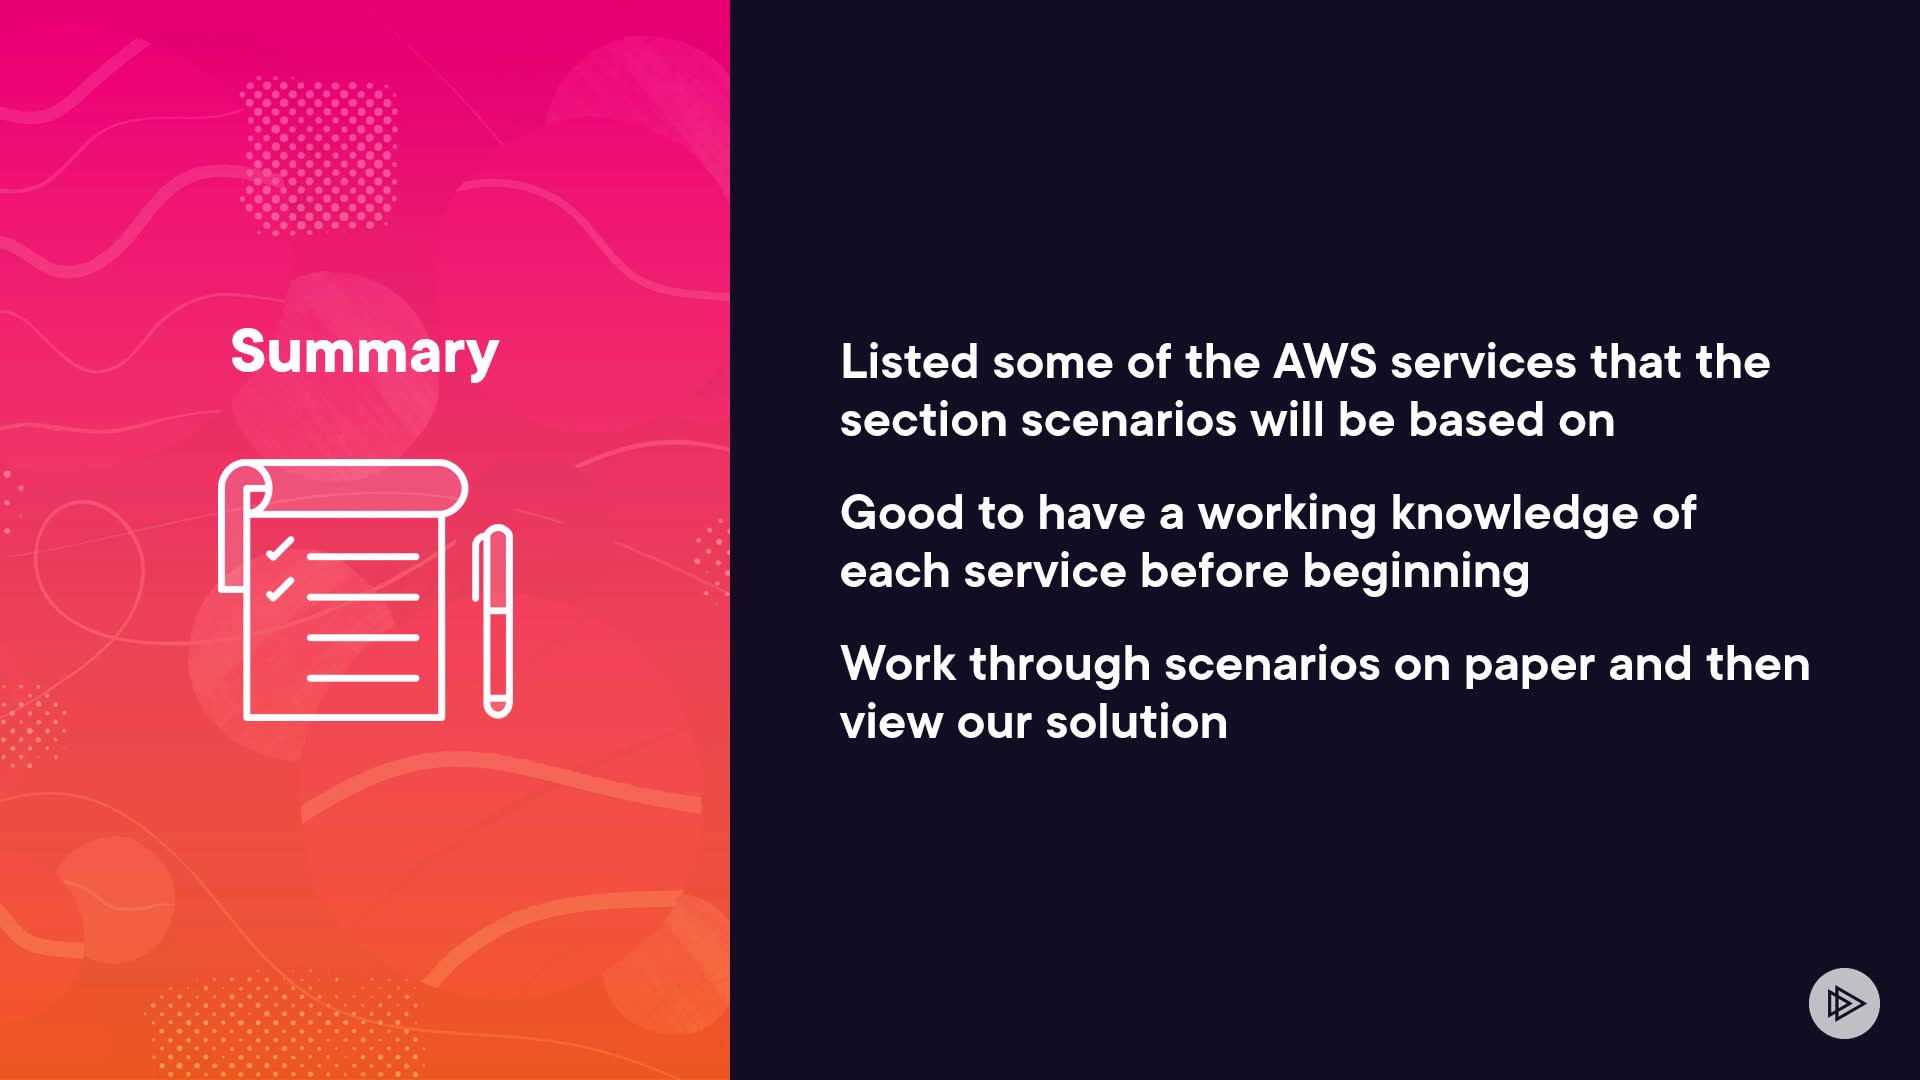 Summary
Listed some of the AWS services that the
section scenarios will be based on
Good to have a working knowledge of
each service before beginning
Work through scenarios on paper and then
view our solution